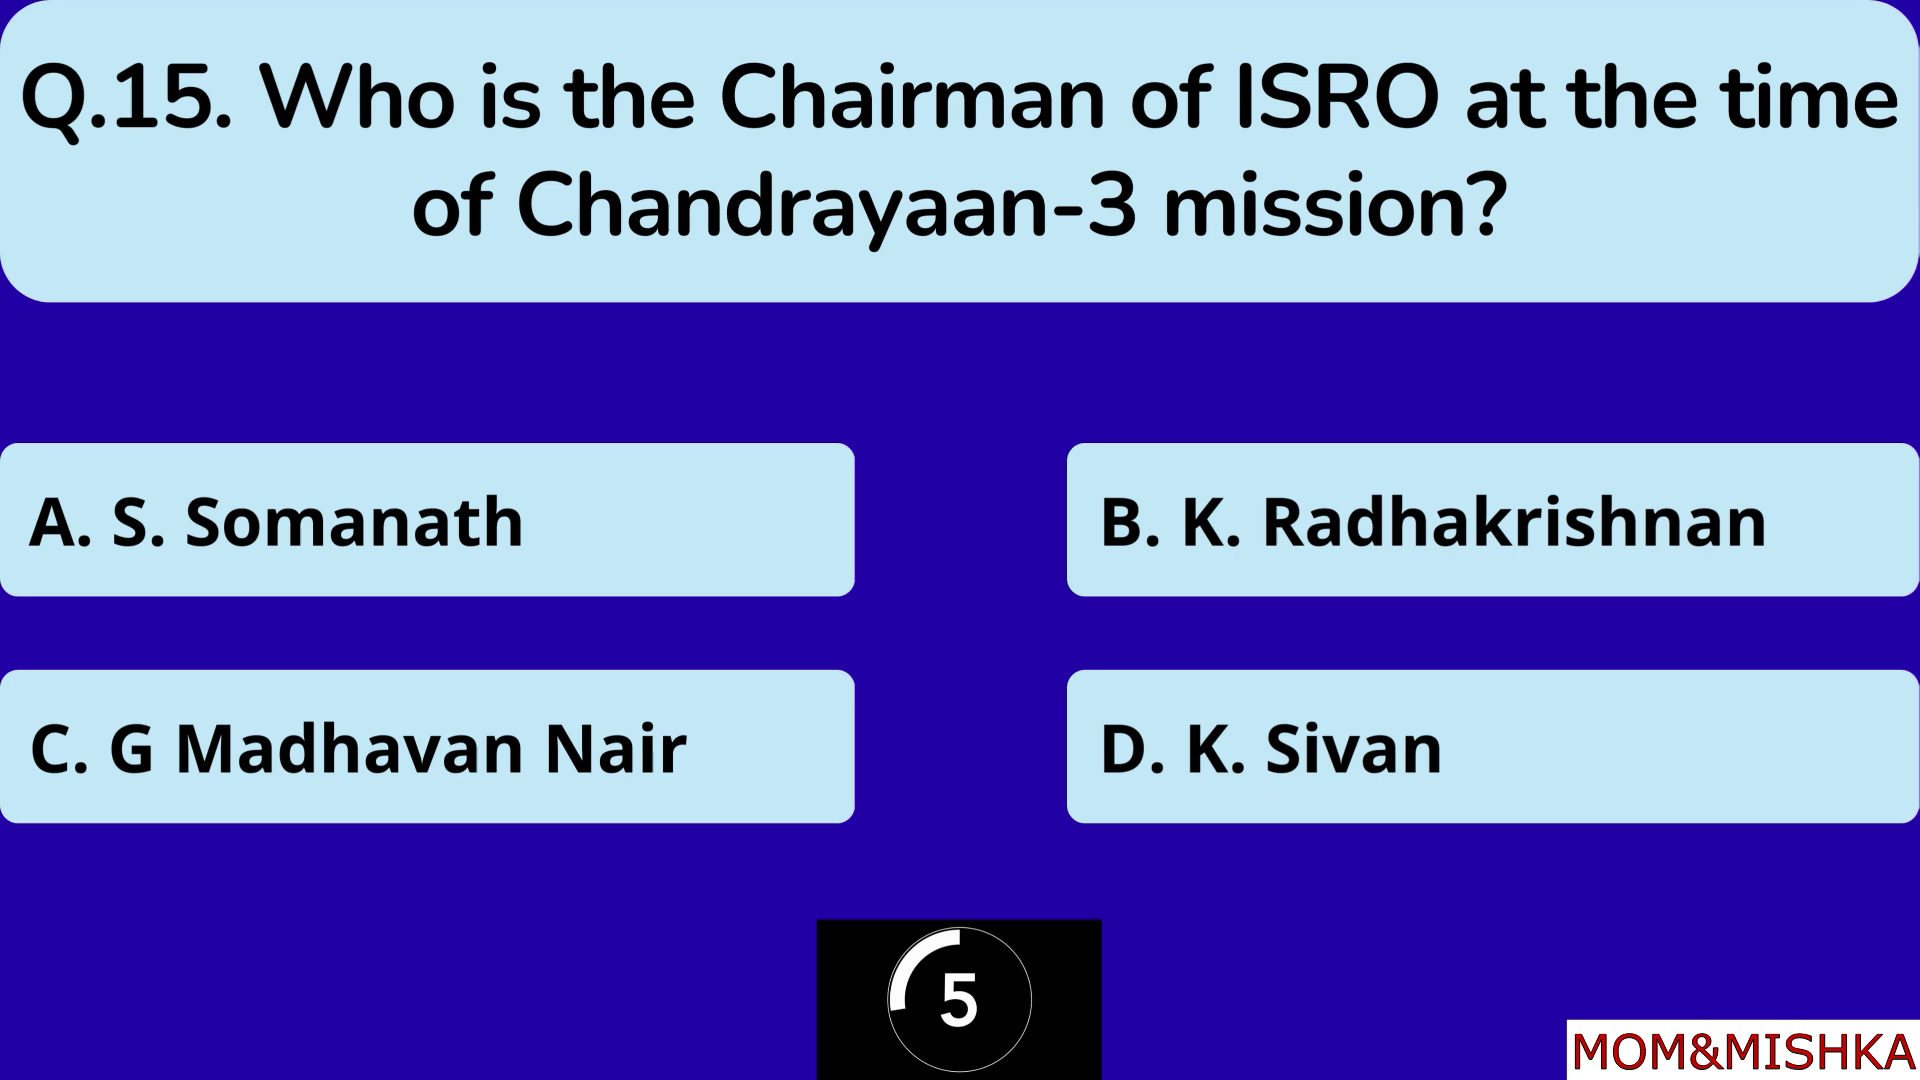 Q.15. Who is the Chairman of ISRO at the time
of Chandrayaan-3 mission?
A. S. Somanath
B. K. Radhakrishnan
C. G Madhavan Nair
D. K. Sivan
5
MOM&MISHKA